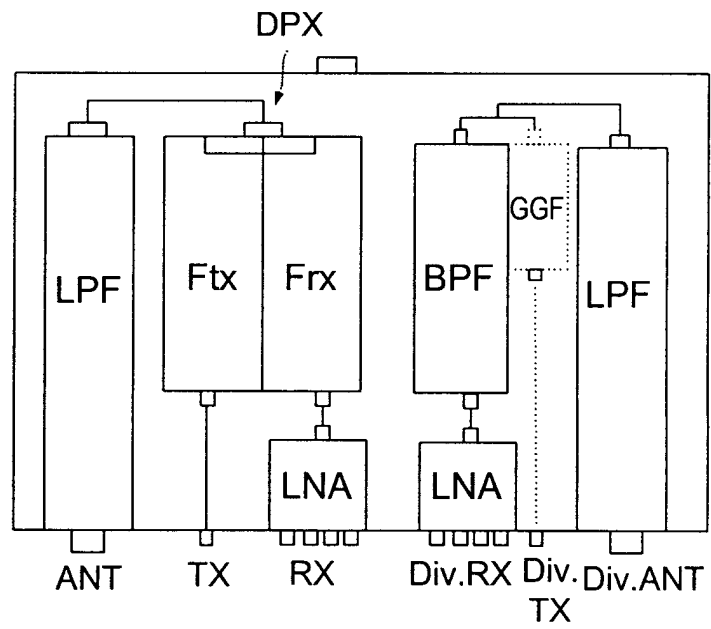 DPX
GGF
LPF
Ftx
Frx
BPF
LPF
LNA
LNA
ANT
TX
RX
Div.RX
Div.
TX
Div.ANT